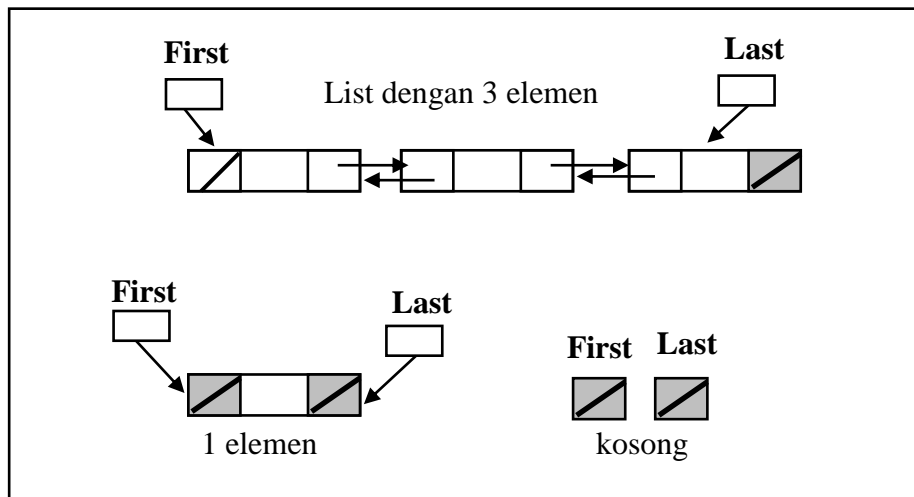 First
Last
List dengan 3 elemen
First
Last
First Last
1 elemen
kosong